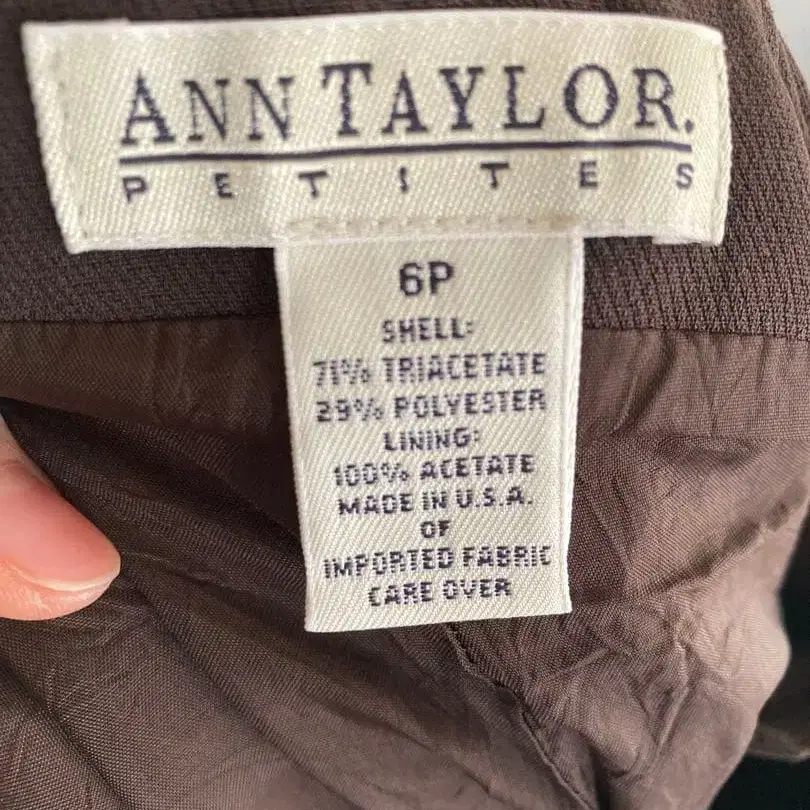 ANN TAYLOR.
PETITES
6P
SHELL:
71% TRIACETATE
29% POLYESTER
LINING:
100% ACETATE
MADE IN U.S.A.
OF
IMPORTED FABRIC
CARE OVER